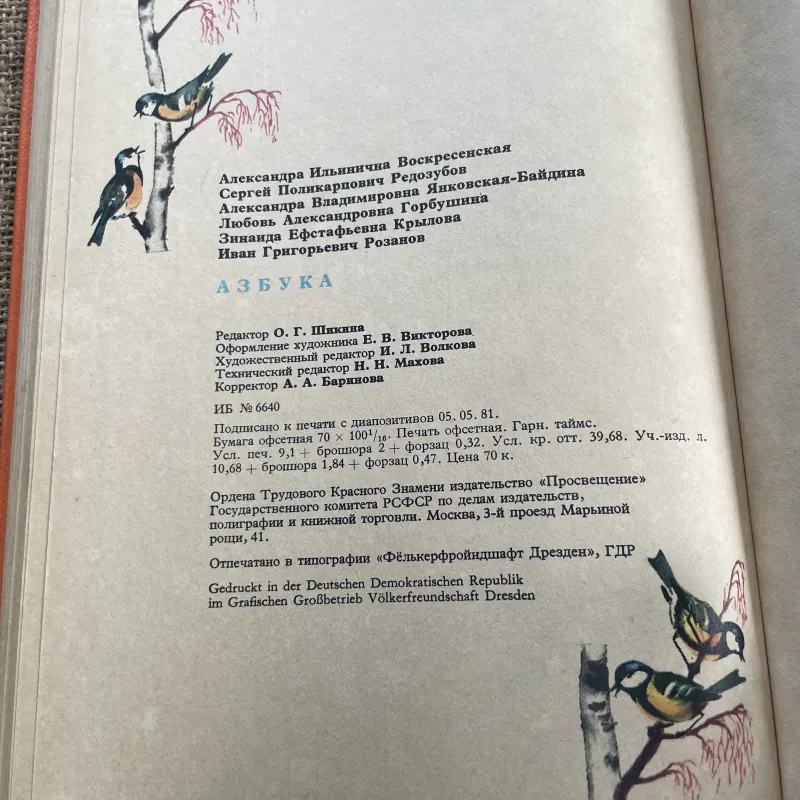 Александра Ильинична Воскресенская
Сергей Поликарпович Редозубов
Александра Владимировна Янковская-Байдина
Любовь Александровна Горбушина
Зинаида Ефстафьевна Крылова
Иван Григорьевич Розанов
АЗБУКА
Редактор О. Г. Шикина
Оформление художника Е. В. Викторова.
Художественный редактор И. Л. Волкова
Технический редактор Н. Н. Махова
Корректор А. А. Баринова
ИБ № 6640
Подписано к печати с диапозитивов 05. 05. 81.
Бумага офсетная 70 × 100¹/₁₆. Печать офсетная. Гарн. таймс.
Усл. печ. 9,1 + брошюра 2 + форзац 0,32. Усл. кр. отт. 39,68. Уч.-изд. л.
10,68 + брошюра 1,84 + форзац 0,47. Цена 70 к.
Ордена Трудового Красного Знамени издательство «Просвещение»
Государственного комитета РСФСР по делам издательств,
полиграфии и книжной торговли. Москва, 3-й проезд Марьиной
рощи, 41.
Отпечатано в типографии «Фёлькерфройндшафт Дрезден», ГДР
Gedruckt in der Deutschen Demokratischen Republik
im Grafischen Großbetrieb Völkerfreundschaft Dresden